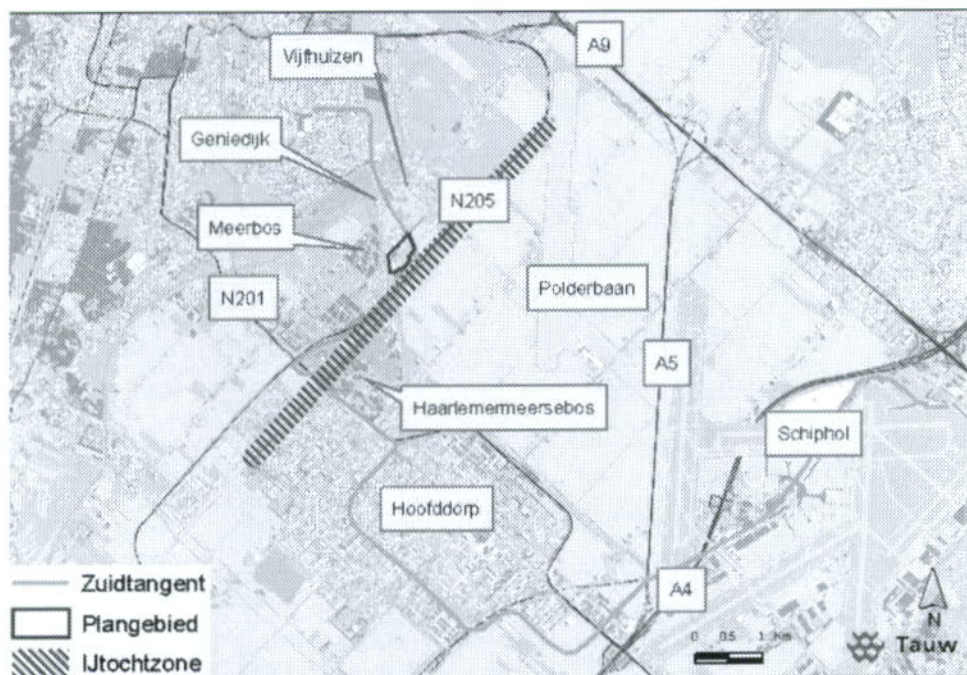 A9
Vijfhuizen
Geniedijk
N205
Meerbos
N201
Polderbaan
A5
Haarlemmermeersebos
Schiphol
Hoofddorp
A4
Zuidtangent
Plangebied
IJtochtzone
0 0.5 1 Km
N
Tauw